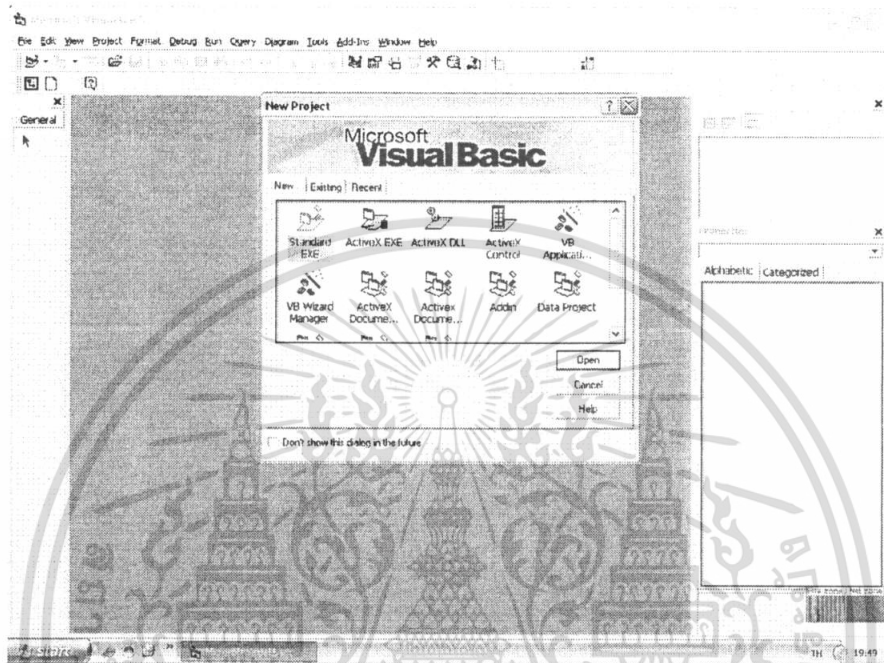 File Edit View Project Format Debug Run Query Diagram Tools Add-Ins Window Help
General
New Project
Microsoft
Visual Basic
New Existing Recent
Standard EXE
ActiveX EXE
ActiveX DLL
ActiveX Control
VB Applicati...
VB Wizard Manager
ActiveX Docume...
Activex Docume...
Addin
Data Project
Open
Cancel
Help
Don't show this dialog in the future
Properties
Alphabetic Categorized
start
TH 19:49